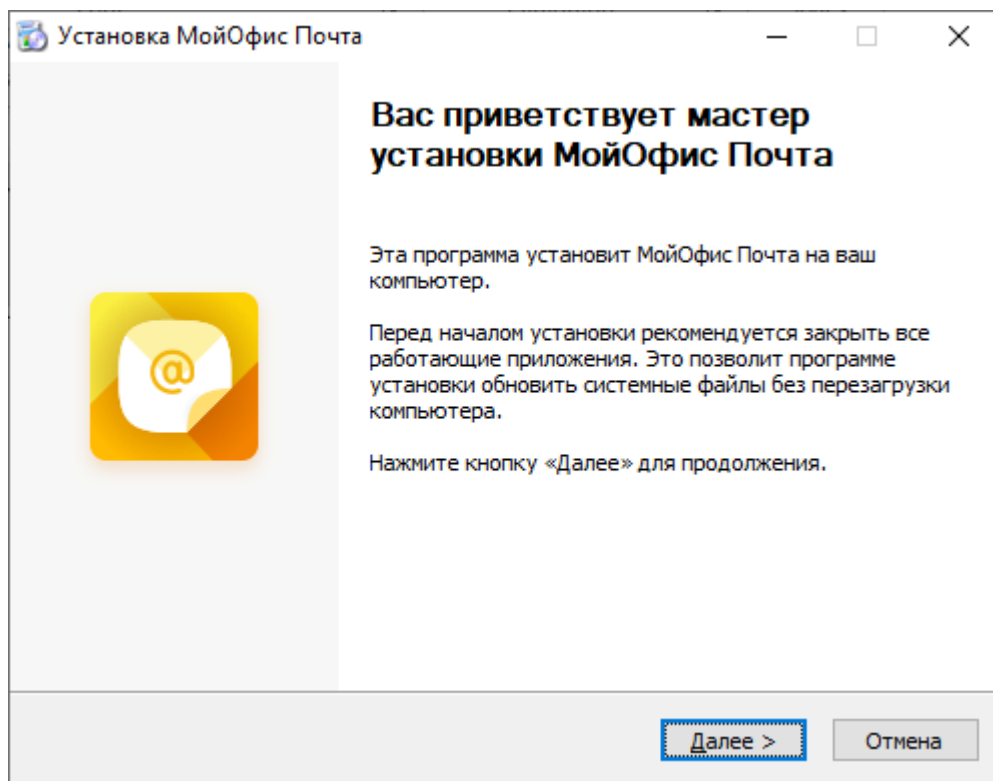 Установка МойОфис Почта
Вас приветствует мастер
установки МойОфис Почта
Эта программа установит МойОфис Почта на ваш
компьютер.
Перед началом установки рекомендуется закрыть все
работающие приложения. Это позволит программе
установки обновить системные файлы без перезагрузки
компьютера.
Нажмите кнопку «Далее» для продолжения.
@
Далее >
Отмена